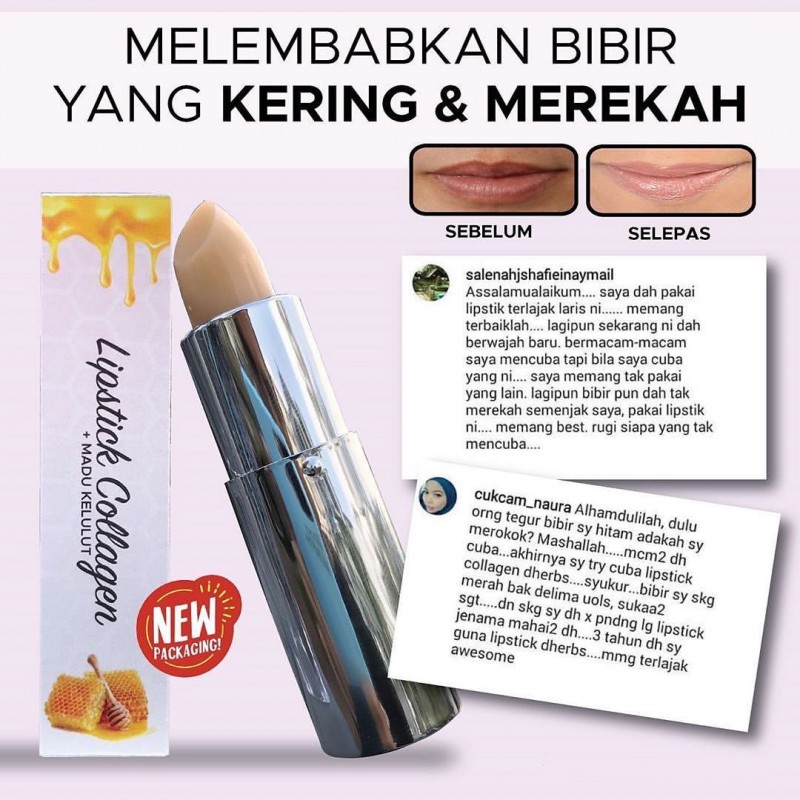 MELEMBABKAN BIBIR
YANG KERING & MEREKAH
SEBELUM
SELEPAS
Lipstick Collagen
+ MADU KELULUT
NEW
PACKAGING!
salenahjshafieinaymail
Assalamualaikum.... saya dah pakai
lipstik terlajak laris ni...... memang
terbaiklah.... lagipun sekarang ni dah
berwajah baru. bermacam-macam
saya mencuba tapi bila saya cuba
yang ni.... saya memang tak pakai
yang lain. lagipun bibir pun dah tak
merekah semenjak saya, pakai lipstik
ni.... memang best. rugi siapa yang tak
mencuba....
cukcam_naura Alhamdulilah, dulu
orng tegur bibir sy hitam adakah sy
merokok? Mashallah.....mcm2 dh
cuba...akhirnya sy try cuba lipstick
collagen dherbs....syukur...bibir sy skg
merah bak delima uols, sukaa2
sgt.....dn skg sy dh x pndng lg lipstick
jenama mahai2 dh....3 tahun dh sy
guna lipstick dherbs....mmg terlajak
awesome